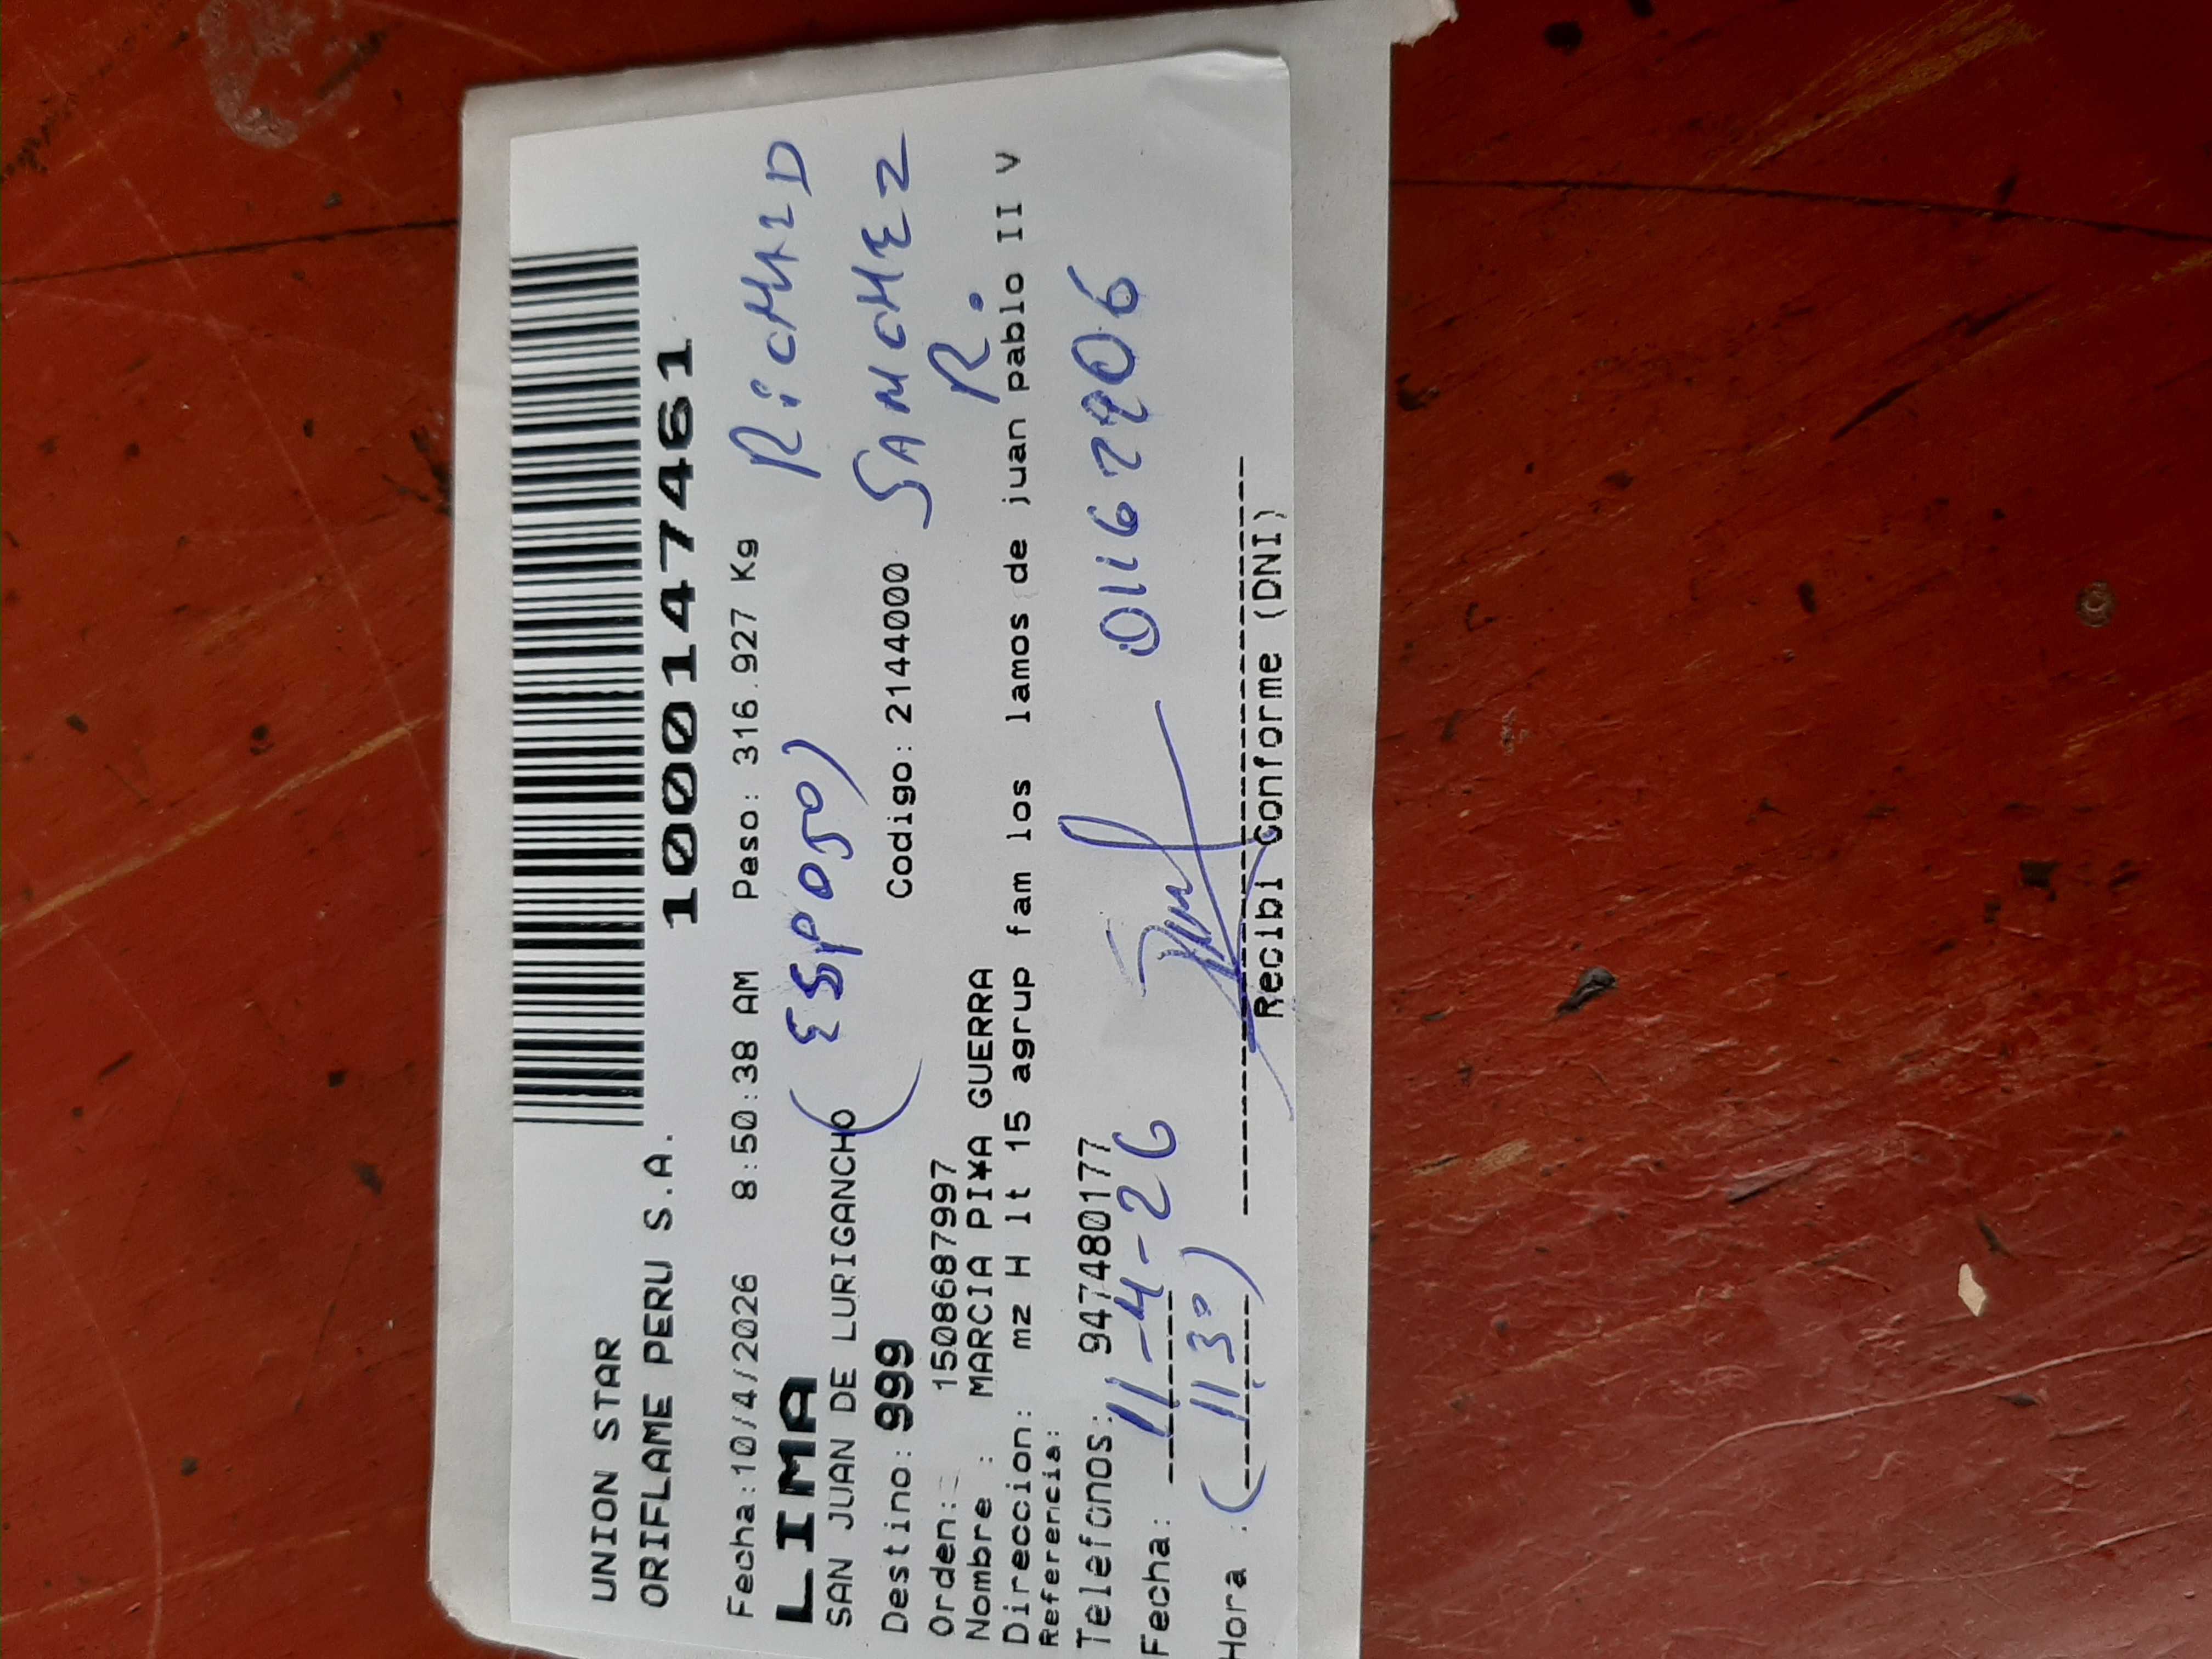 UNION STAR
ORIFLAME PERU S.A.
1000147461
Fecha:10/4/2026 8:50:38 AM Peso: 316.927 Kg
RiCHARD
LIMA
SAN JUAN DE LURIGANCHO
(ESPOSO)
Destino: 999 Codigo: 2144000
SANCHEZ
R.
Orden: 1508687997
Nombre : MARCIA PI¥A GUERRA
Direccion: mz H lt 15 agrup fam los lamos de juan pablo II V
Referencia:
Telefonos: 947480177
Fecha: 11-4-26
Hora : (11 30)
Recibi Conforme (DNI)